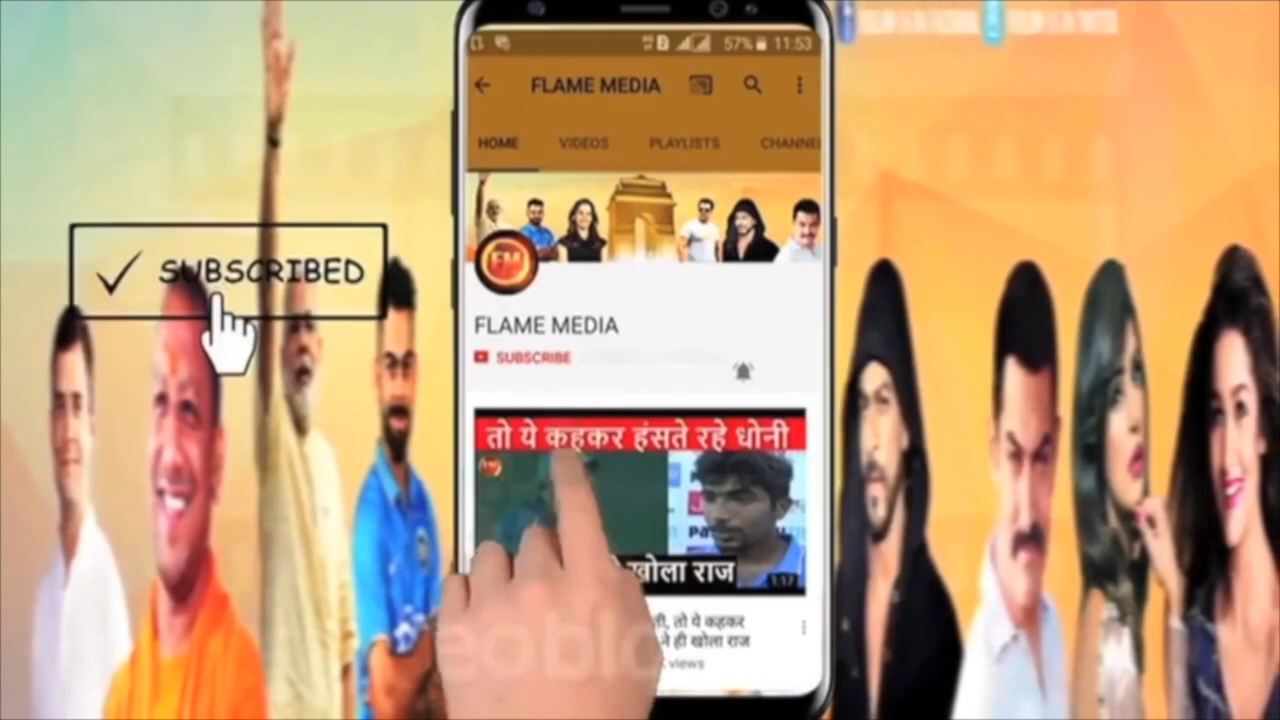 57% 11:53
FLAME MEDIA
HOME VIDEOS PLAYLISTS CHANNE
FM
FLAME MEDIA
SUBSCRIBE
SUBSCRIBED
तो ये कहकर हंसते रहे धोनी
खोला राज
1:17
तो ये कहकर
ने ही खोला राज
views